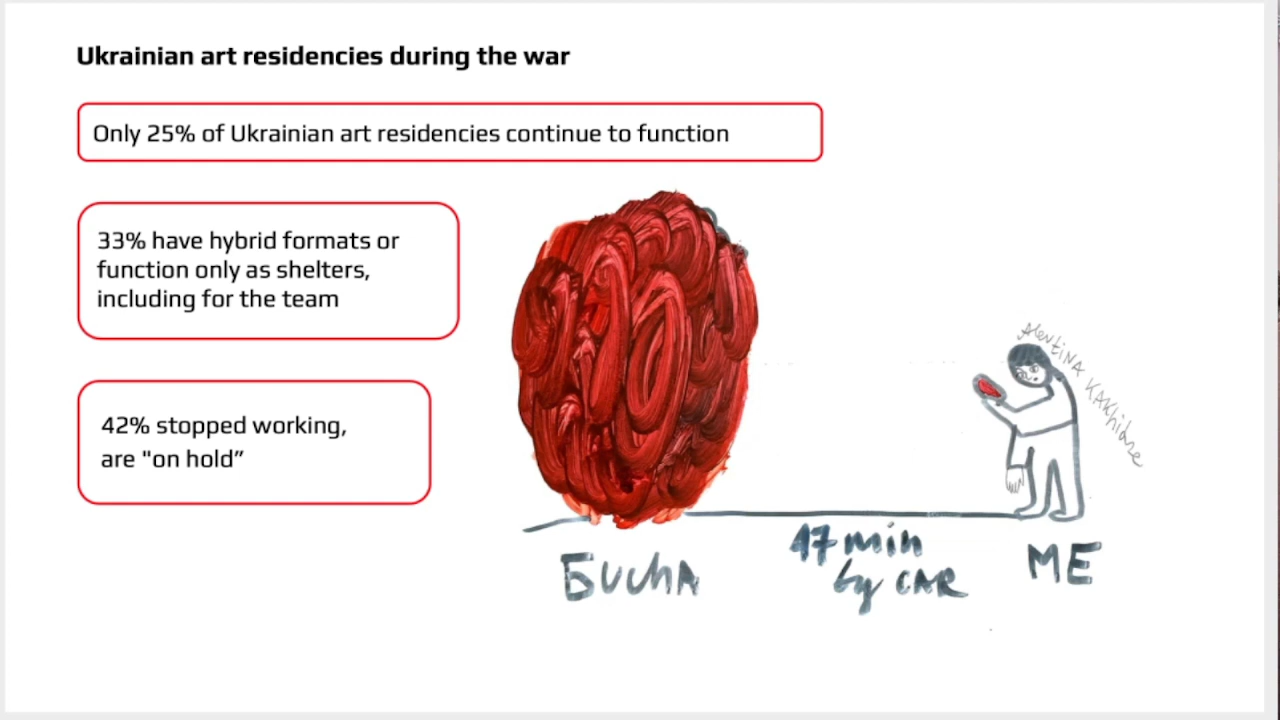 Ukrainian art residencies during the war
Only 25% of Ukrainian art residencies continue to function
33% have hybrid formats or
function only as shelters,
including for the team
42% stopped working,
are "on hold”
Alevtina Kakhidze
БUCHA
47 min
by CAR
ME